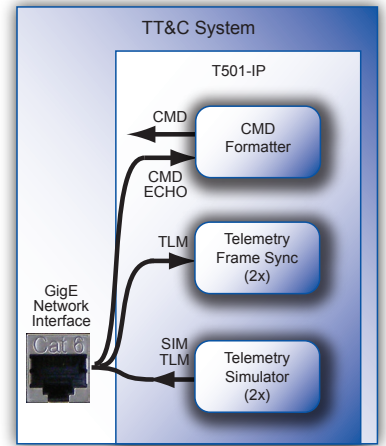 TT&C System
T501-IP
CMD
CMD
Formatter
CMD
ECHO
TLM
Telemetry
Frame Sync
(2x)
GigE
Network
Interface
Cat 6
SIM
TLM
Telemetry
Simulator
(2x)